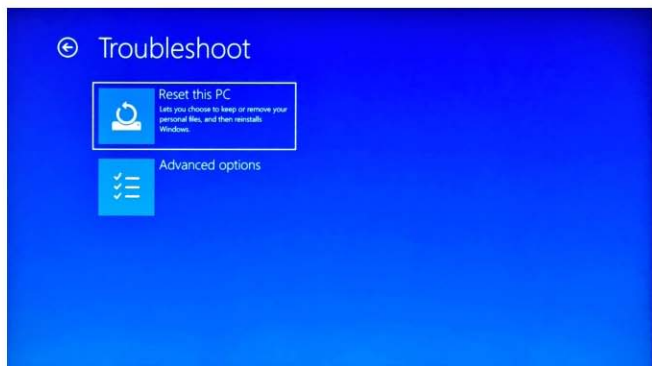 Troubleshoot
Reset this PC
Lets you choose to keep or remove your
personal files, and then reinstalls
Windows.
Advanced options